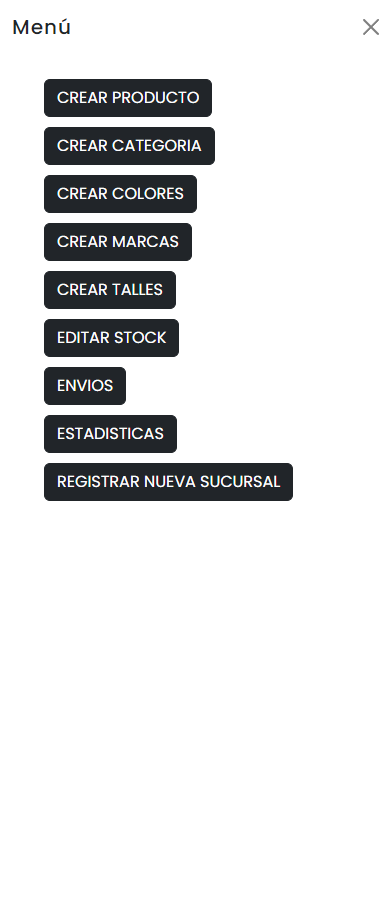 Menú
CREAR PRODUCTO
CREAR CATEGORIA
CREAR COLORES
CREAR MARCAS
CREAR TALLES
EDITAR STOCK
ENVIOS
ESTADISTICAS
REGISTRAR NUEVA SUCURSAL